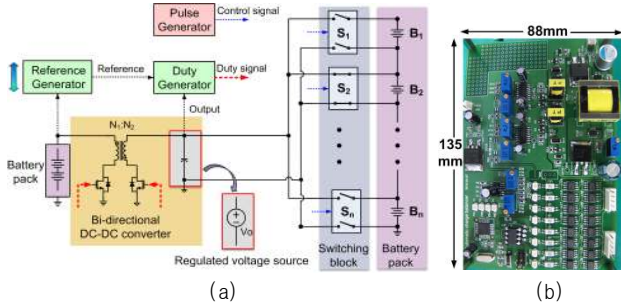 Pulse
Generator
Control signal
Reference
Generator
Reference
Duty
Generator
Duty signal
Output
N1:N2
Battery
pack
Bi-directional
DC-DC converter
Vo
Regulated voltage source
S1
S2
Sn
Switching
block
B1
B2
Bn
Battery
pack
(a)
88mm
135
mm
(b)